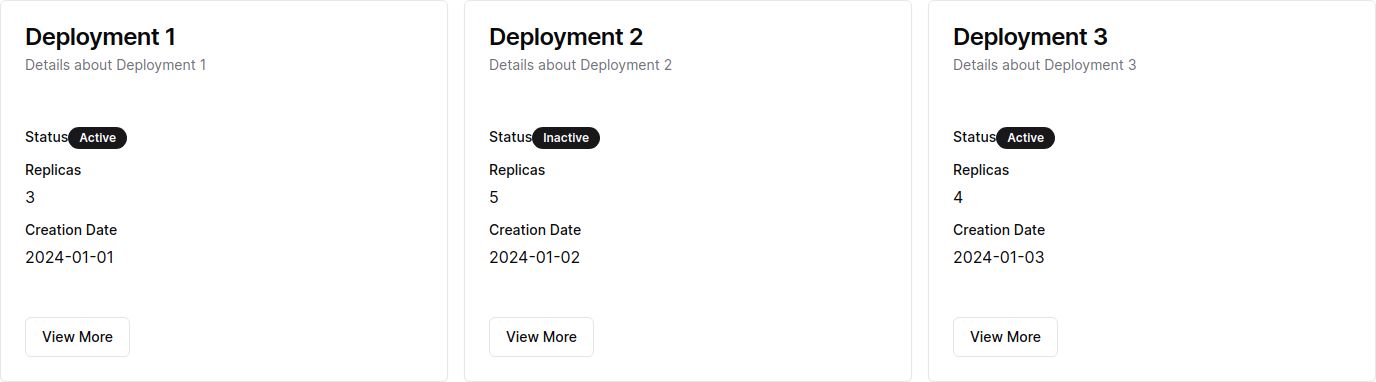 Deployment 1
Details about Deployment 1
Status Active
Replicas
3
Creation Date
2024-01-01
View More
Deployment 2
Details about Deployment 2
Status Inactive
Replicas
5
Creation Date
2024-01-02
View More
Deployment 3
Details about Deployment 3
Status Active
Replicas
4
Creation Date
2024-01-03
View More